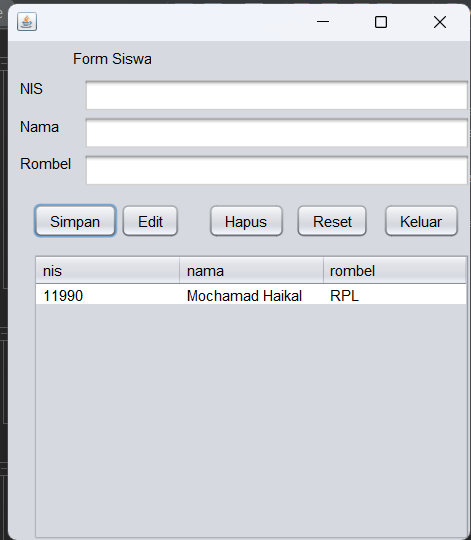 Form Siswa
NIS
Nama
Rombel
Simpan Edit Hapus Reset Keluar
nis nama rombel
11990 Mochamad Haikal RPL